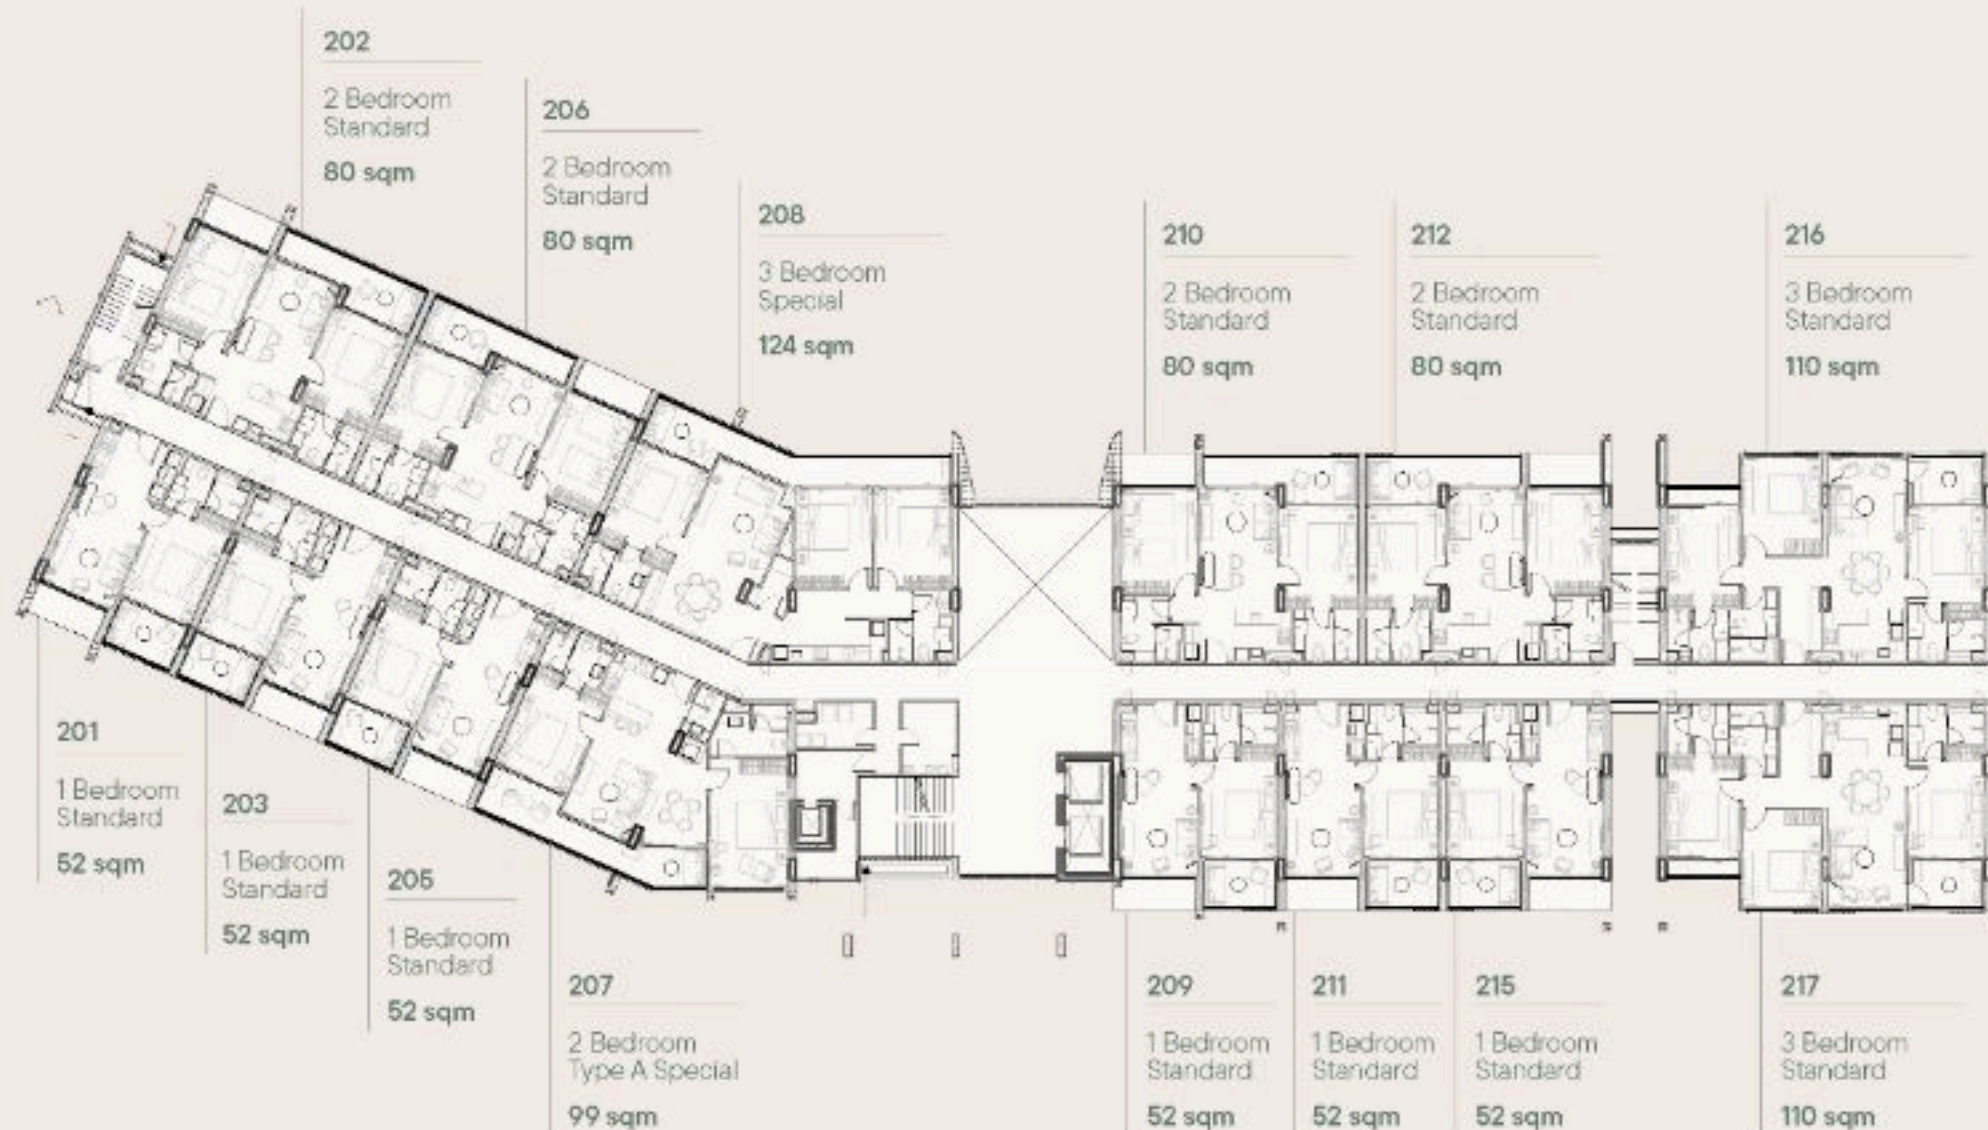 202
2 Bedroom
Standard
80 sqm
206
2 Bedroom
Standard
80 sqm
208
3 Bedroom
Special
124 sqm
210
2 Bedroom
Standard
80 sqm
212
2 Bedroom
Standard
80 sqm
216
3 Bedroom
Standard
110 sqm
201
1 Bedroom
Standard
52 sqm
203
1 Bedroom
Standard
52 sqm
205
1 Bedroom
Standard
52 sqm
207
2 Bedroom
Type A Special
99 sqm
209
1 Bedroom
Standard
52 sqm
211
1 Bedroom
Standard
52 sqm
215
1 Bedroom
Standard
52 sqm
217
3 Bedroom
Standard
110 sqm